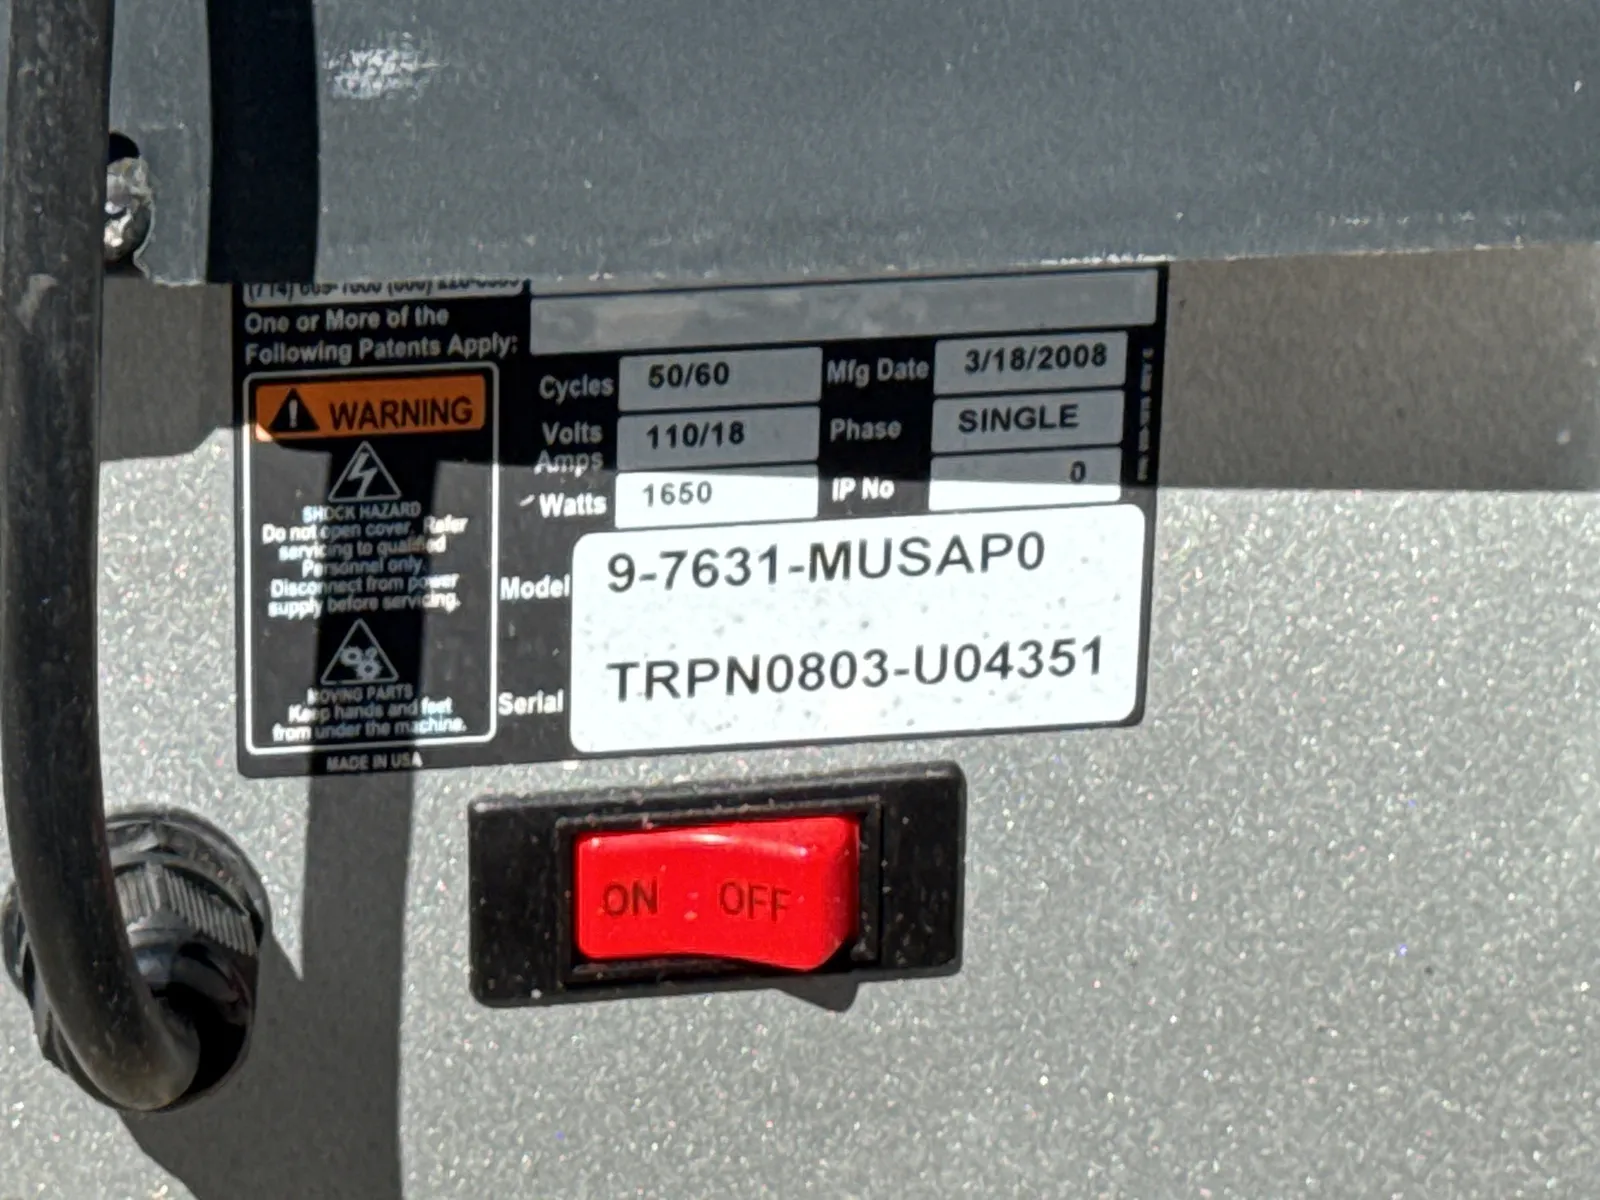 One or More of the
Following Patents Apply:
WARNING
SHOCK HAZARD
Do not open cover. Refer
servicing to qualified
Personnel only.
Disconnect from power
supply before servicing.
MOVING PARTS
Keep hands and feet
from under the machine.
MADE IN USA
Cycles 50/60 Mfg Date 3/18/2008
Volts Amps 110/18 Phase SINGLE
Watts 1650 IP No 0
Model 9-7631-MUSAP0
Serial TRPN0803-U04351
ON OFF